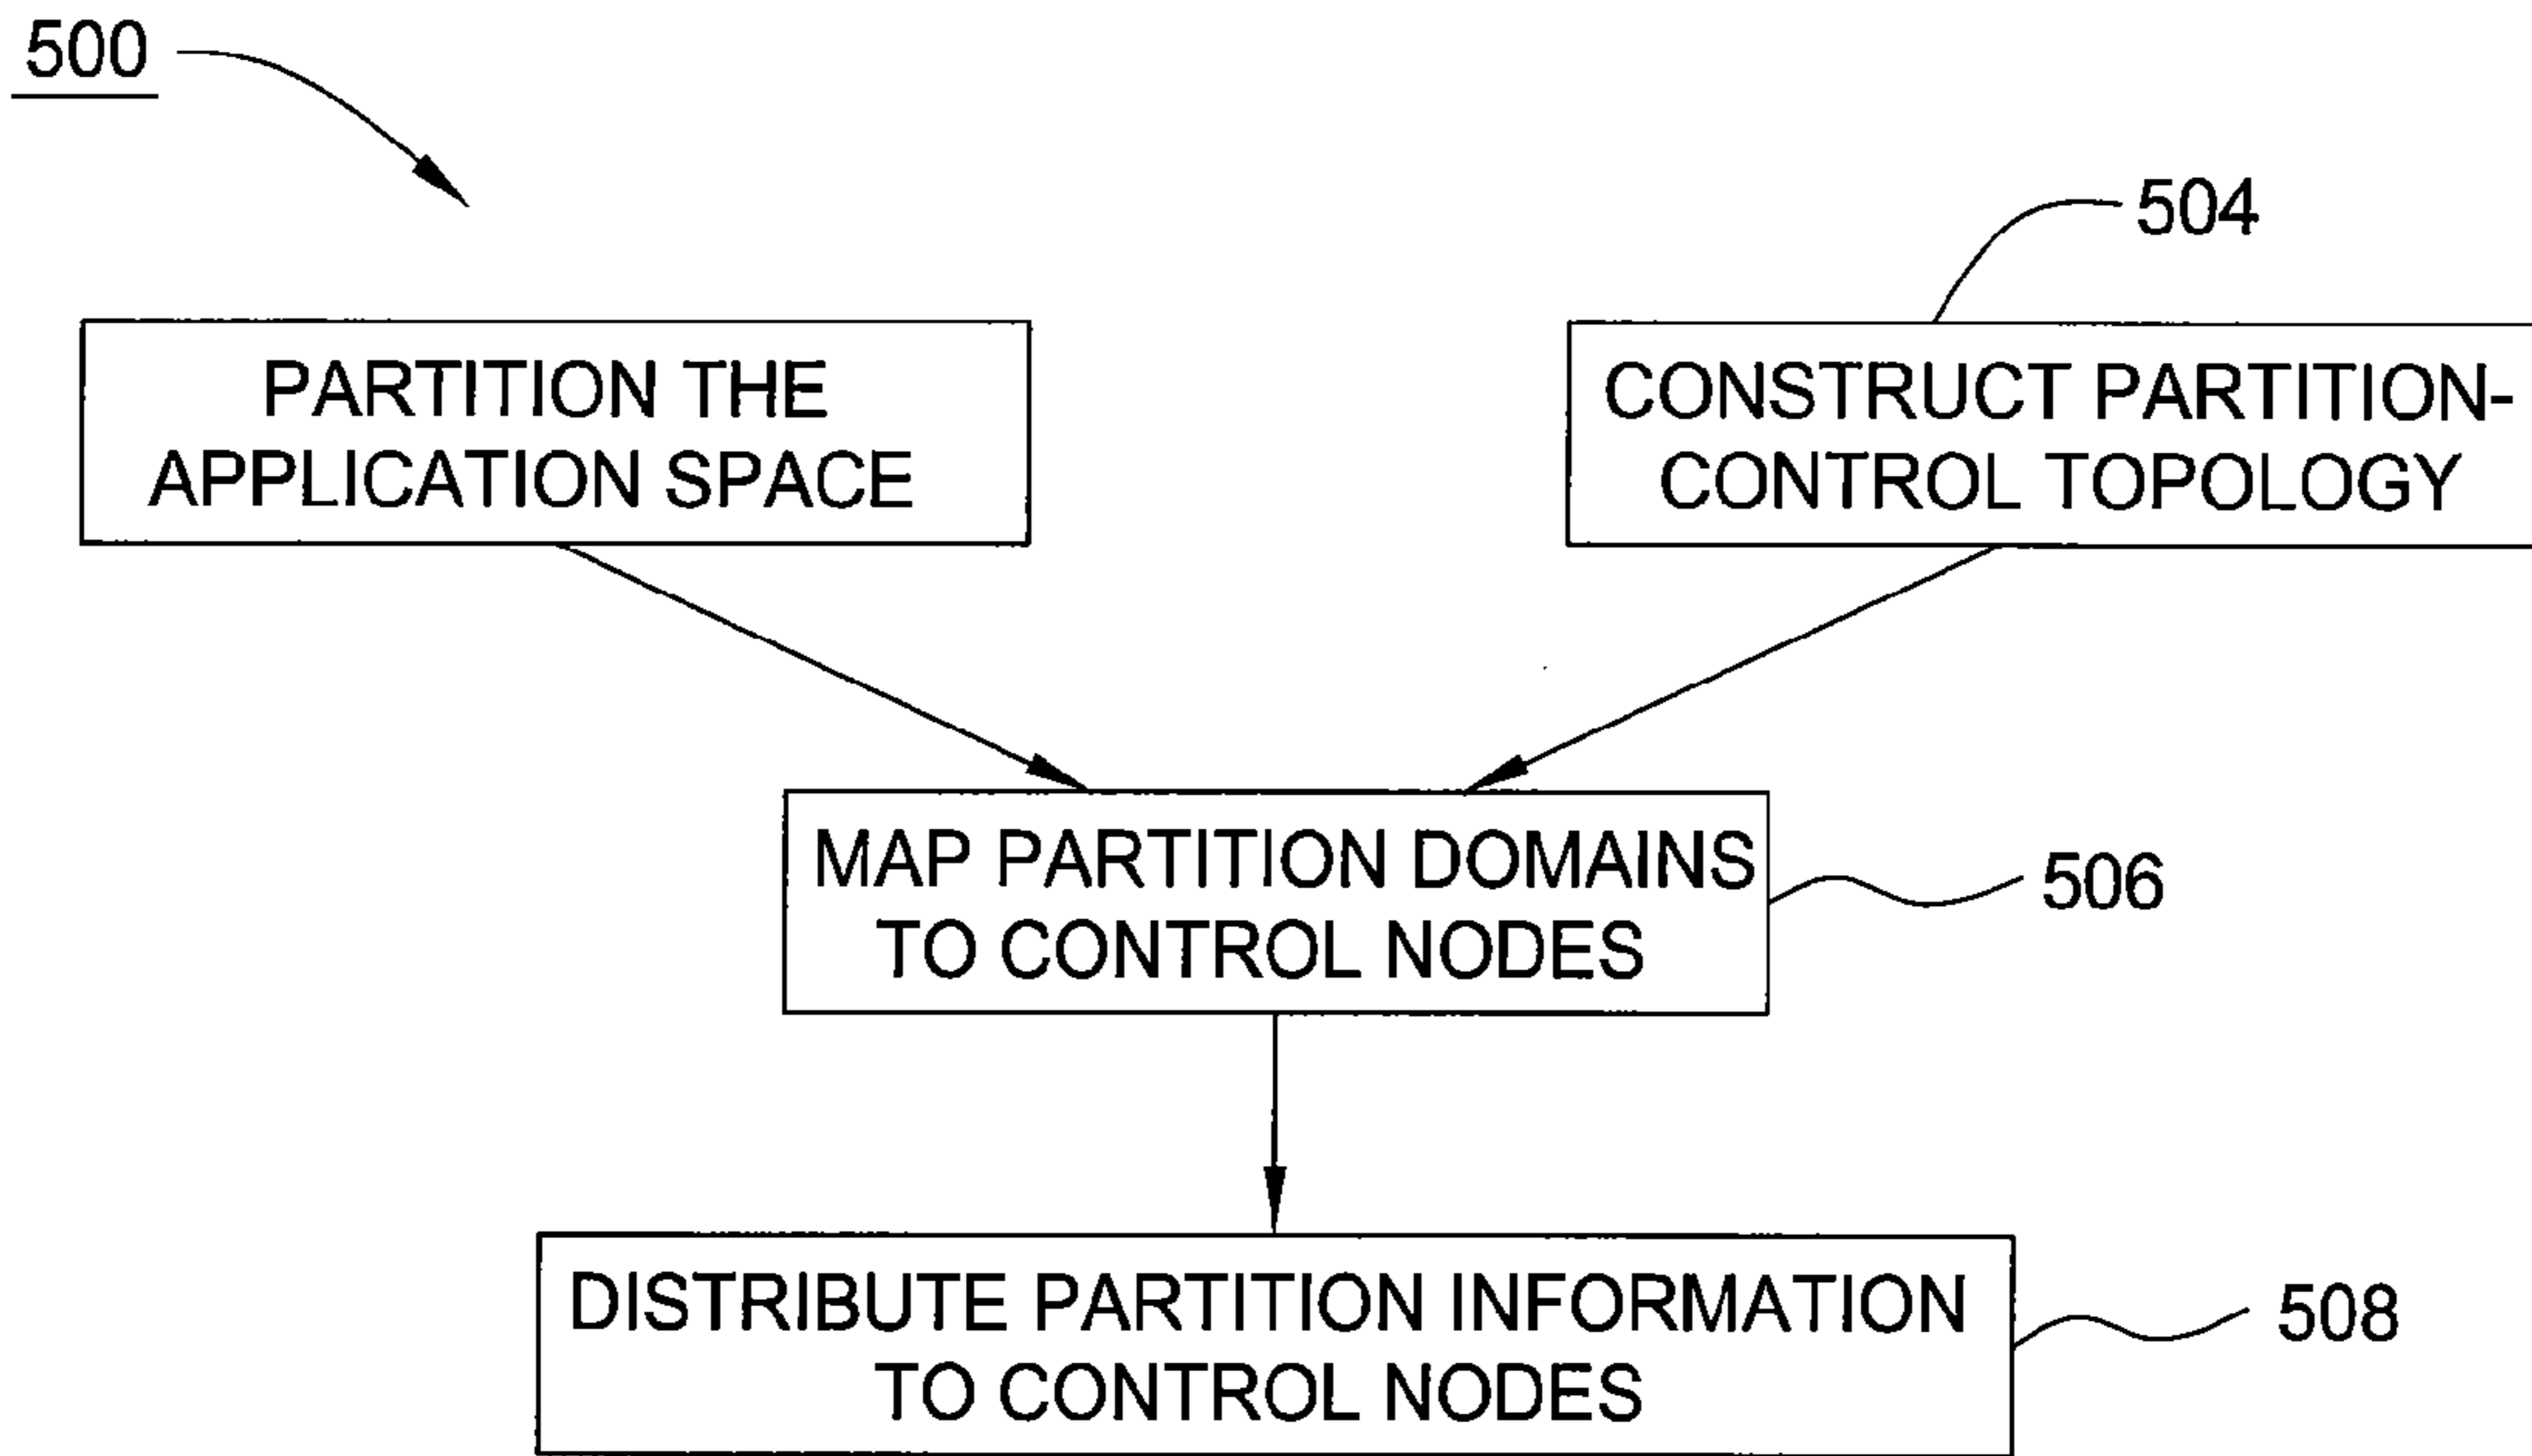 500
504
PARTITION THE
APPLICATION SPACE
CONSTRUCT PARTITION-
CONTROL TOPOLOGY
MAP PARTITION DOMAINS
TO CONTROL NODES
506
DISTRIBUTE PARTITION INFORMATION
TO CONTROL NODES
508